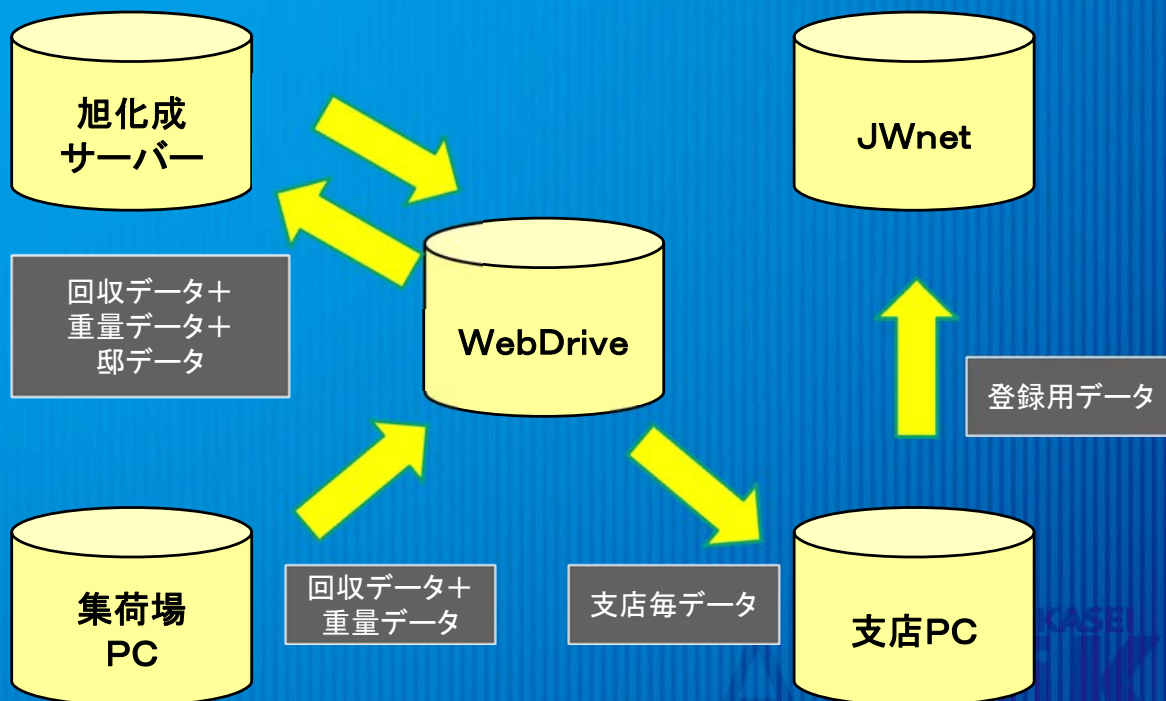 旭化成
サーバー
JWnet
回収データ＋
重量データ＋
邸データ
WebDrive
登録用データ
集荷場
PC
回収データ＋
重量データ
支店毎データ
支店PC
KASEI